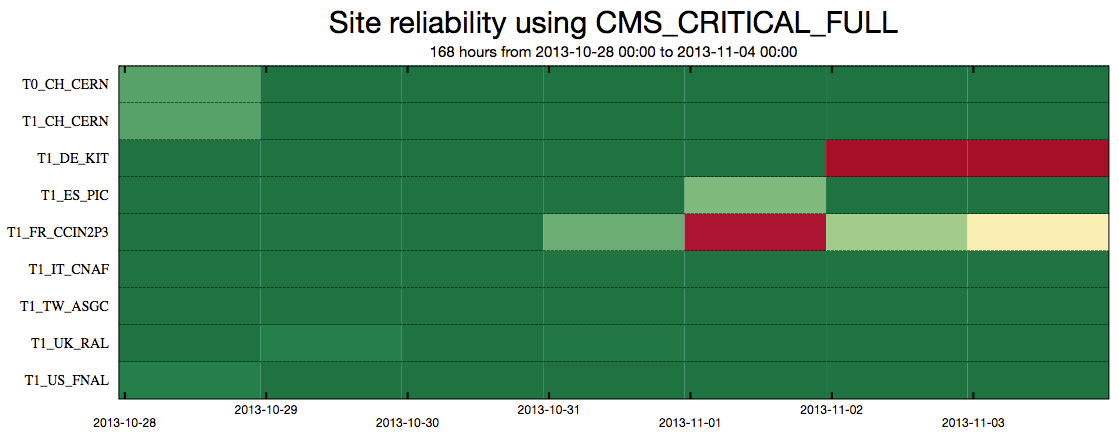 Site reliability using CMS_CRITICAL_FULL
168 hours from 2013-10-28 00:00 to 2013-11-04 00:00
T0_CH_CERN
T1_CH_CERN
T1_DE_KIT
T1_ES_PIC
T1_FR_CCIN2P3
T1_IT_CNAF
T1_TW_ASGC
T1_UK_RAL
T1_US_FNAL
2013-10-28 2013-10-29 2013-10-30 2013-10-31 2013-11-01 2013-11-02 2013-11-03